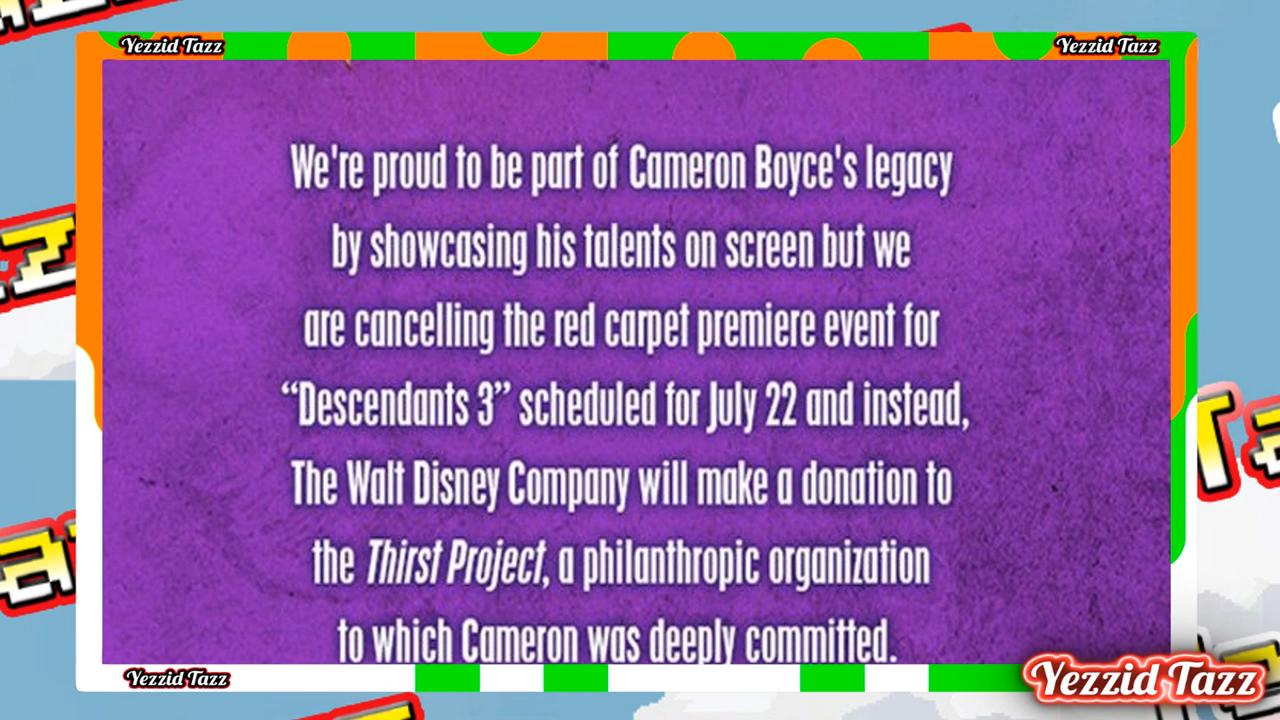 Yezzid Tazz
Yezzid Tazz
We're proud to be part of Cameron Boyce's legacy
by showcasing his talents on screen but we
are cancelling the red carpet premiere event for
“Descendants 3” scheduled for July 22 and instead,
The Walt Disney Company will make a donation to
the Thirst Project, a philanthropic organization
to which Cameron was deeply committed.
Yezzid Tazz
Yezzid Tazz